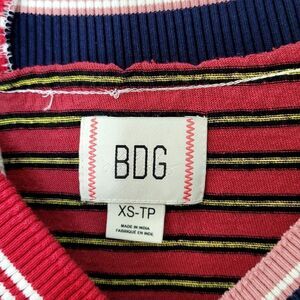 BDG
XS-TP
MADE IN INDIA
FABRIQUÉ EN INDE